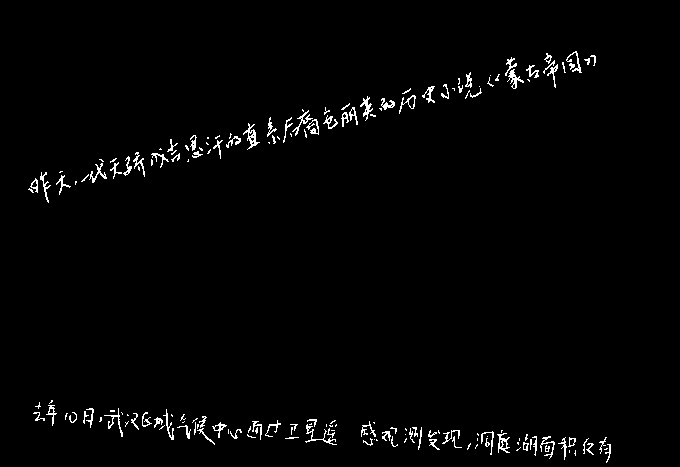 昨天，一代天骄成吉思汗的直系后裔包丽英的历史小说《蒙古帝国》
去年10月，武汉区域气候中心通过卫星遥感观测发现，洞庭湖面积仅有